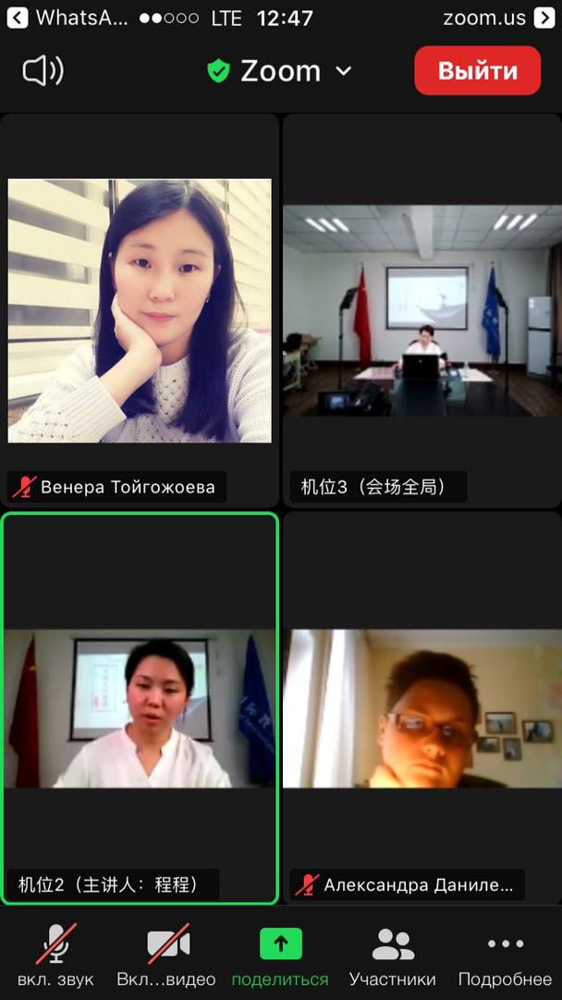 WhatsA... LTE 12:47 zoom.us
Zoom
Выйти
Венера Тойгожоева
机位3（会场全局）
机位2（主讲人：程程）
Александра Даниле...
вкл. звук
Вкл...видео
поделиться
Участники
Подробнее